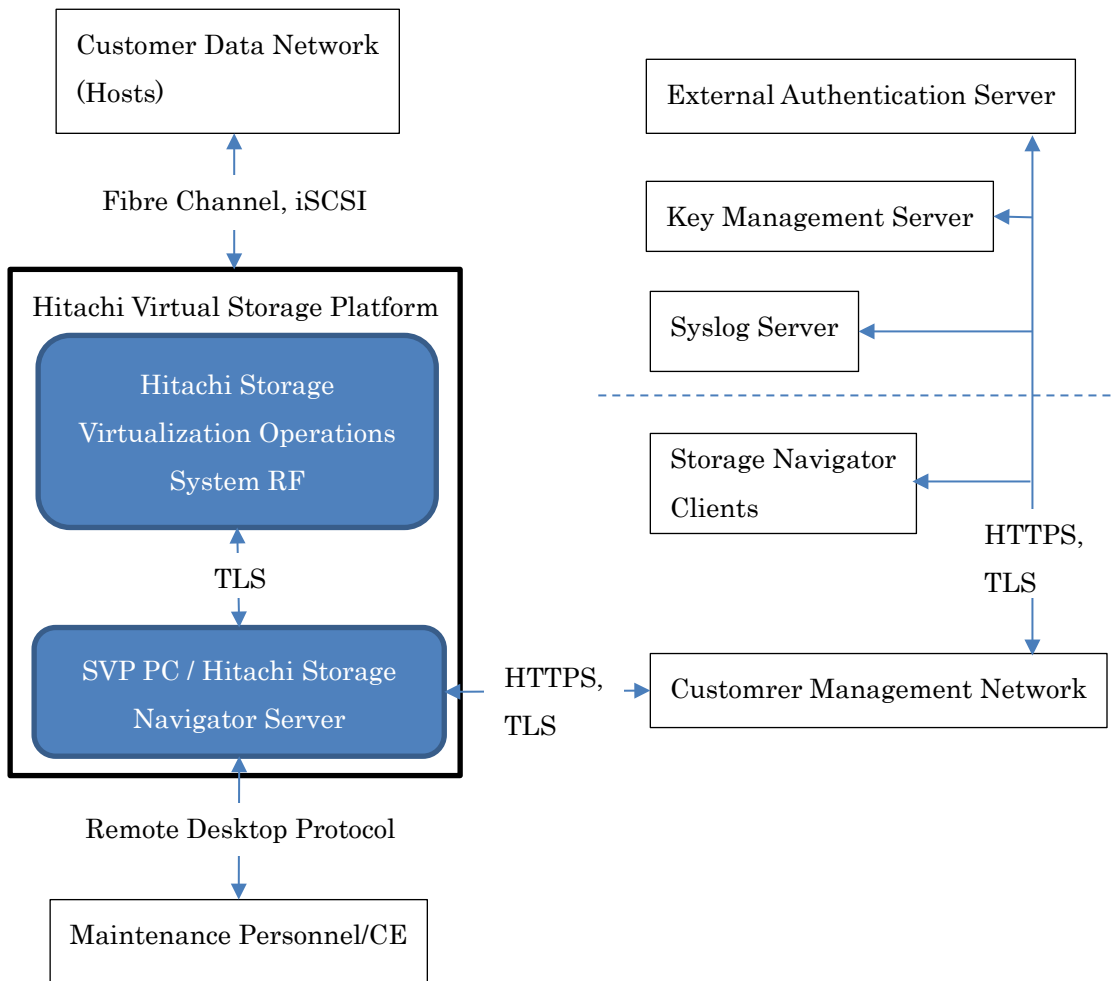 Customer Data Network
(Hosts)
Fibre Channel, iSCSI
Hitachi Virtual Storage Platform
Hitachi Storage
Virtualization Operations
System RF
TLS
SVP PC / Hitachi Storage
Navigator Server
Remote Desktop Protocol
Maintenance Personnel/CE
HTTPS,
TLS
External Authentication Server
Key Management Server
Syslog Server
Storage Navigator
Clients
HTTPS,
TLS
Customrer Management Network